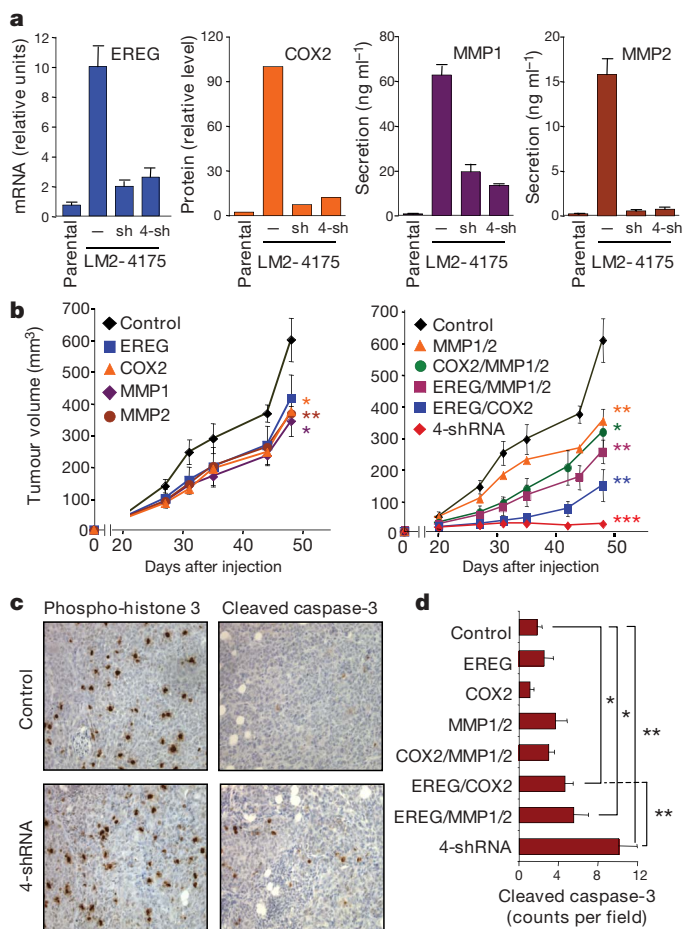 a
EREG
mRNA (relative units)
12
10
8
6
4
2
0
Parental
–
sh
4-sh
LM2-4175
COX2
Protein (relative level)
120
90
60
30
0
Parental
–
sh
4-sh
LM2-4175
MMP1
Secretion (ng ml⁻¹)
80
60
40
20
0
Parental
–
sh
4-sh
LM2-4175
MMP2
Secretion (ng ml⁻¹)
20
15
10
5
0
Parental
–
sh
4-sh
LM2-4175
b
Tumour volume (mm³)
700
600
500
400
300
200
100
0
20
30
40
50
Days after injection
Control
EREG
COX2
MMP1
MMP2
*
**
*
700
600
500
400
300
200
100
0
20
30
40
50
Days after injection
Control
MMP1/2
COX2/MMP1/2
EREG/MMP1/2
EREG/COX2
4-shRNA
**
*
**
**
***
c
Phospho-histone 3
Cleaved caspase-3
Control
4-shRNA
d
Control
EREG
COX2
MMP1/2
COX2/MMP1/2
EREG/COX2
EREG/MMP1/2
4-shRNA
*
*
**
**
0
4
8
12
Cleaved caspase-3
(counts per field)